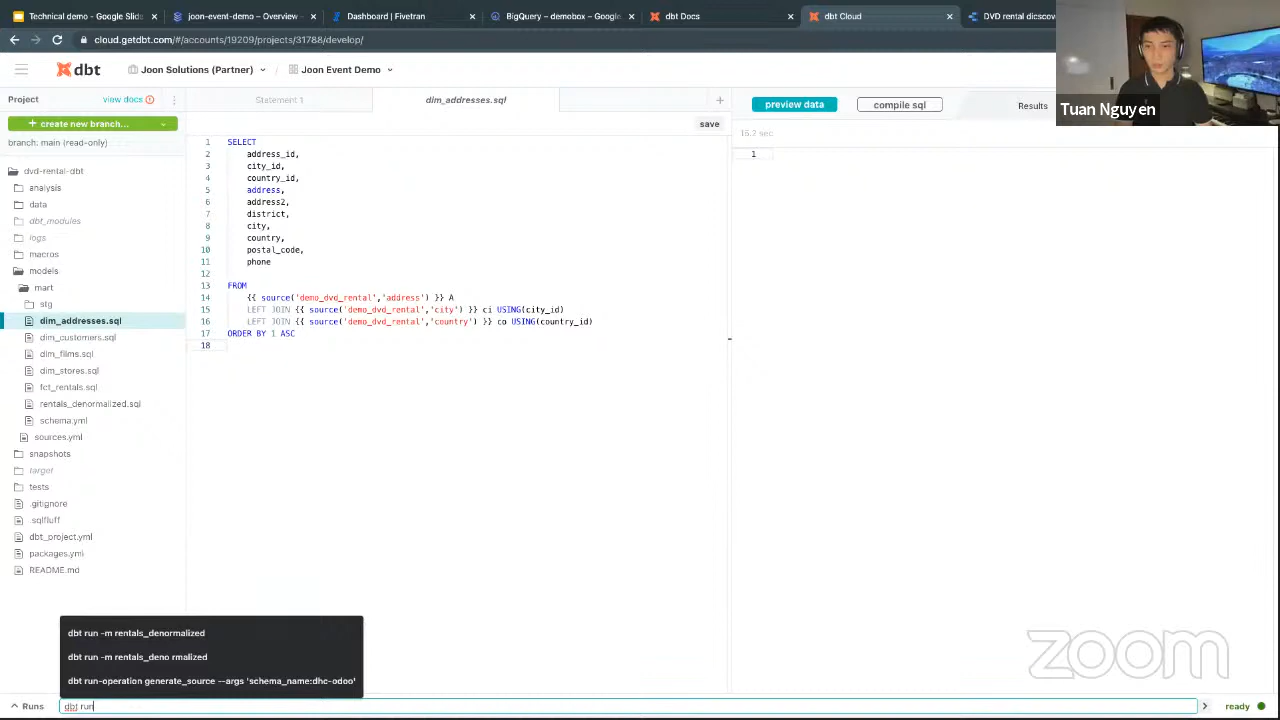 Technical demo - Google Slide
joon-event-demo – Overview -
Dashboard | Fivetran
BigQuery – demobox – Google
dbt Docs
dbt Cloud
DVD rental dicscov
cloud.getdbt.com/#/accounts/19209/projects/31788/develop/
dbt
Joon Solutions (Partner)
Joon Event Demo
Tuan Nguyen
Project
view docs
Statement 1
dim_addresses.sql
+
preview data
compile sql
Results
+ create new branch...
save
branch: main (read-only)
15.2 sec
1
dvd-rental-dbt
analysis
data
dbt_modules
logs
macros
models
mart
stg
dim_addresses.sql
dim_customers.sql
dim_films.sql
dim_stores.sql
fct_rentals.sql
rentals_denormalized.sql
schema.yml
sources.yml
snapshots
target
tests
.gitignore
.sqlfluff
dbt_project.yml
packages.yml
README.md
1 SELECT
2 address_id,
3 city_id,
4 country_id,
5 address,
6 address2,
7 district,
8 city,
9 country,
10 postal_code,
11 phone
12
13 FROM
14 {{ source('demo_dvd_rental','address') }} A
15 LEFT JOIN {{ source('demo_dvd_rental','city') }} ci USING(city_id)
16 LEFT JOIN {{ source('demo_dvd_rental','country') }} co USING(country_id)
17 ORDER BY 1 ASC
18
dbt run -m rentals_denormalized
dbt run -m rentals_deno rmalized
dbt run-operation generate_source --args 'schema_name:dhc-odoo'
zoom
Runs
dbt run
ready